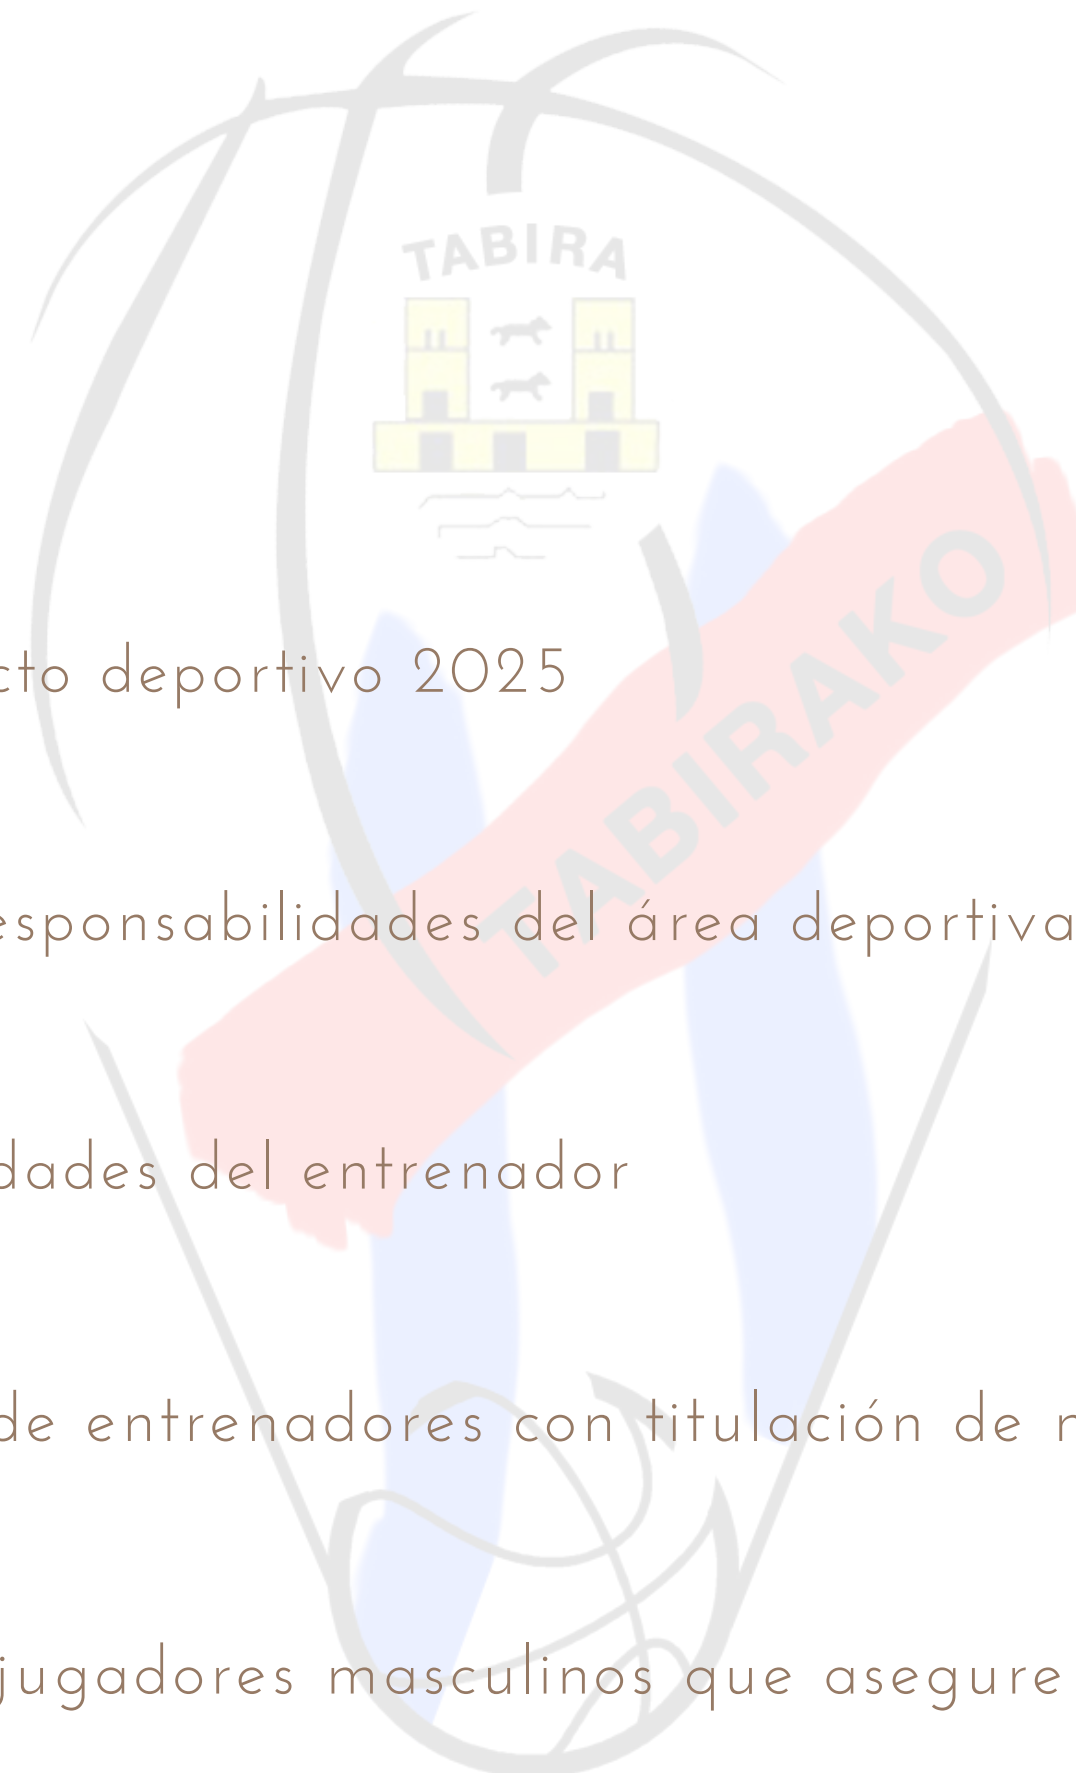 TABIRA
TABIRAKO
cto deportivo 2025
esponsabilidades del área deportiva
dades del entrenador
de entrenadores con titulación de
jugadores masculinos que asegure